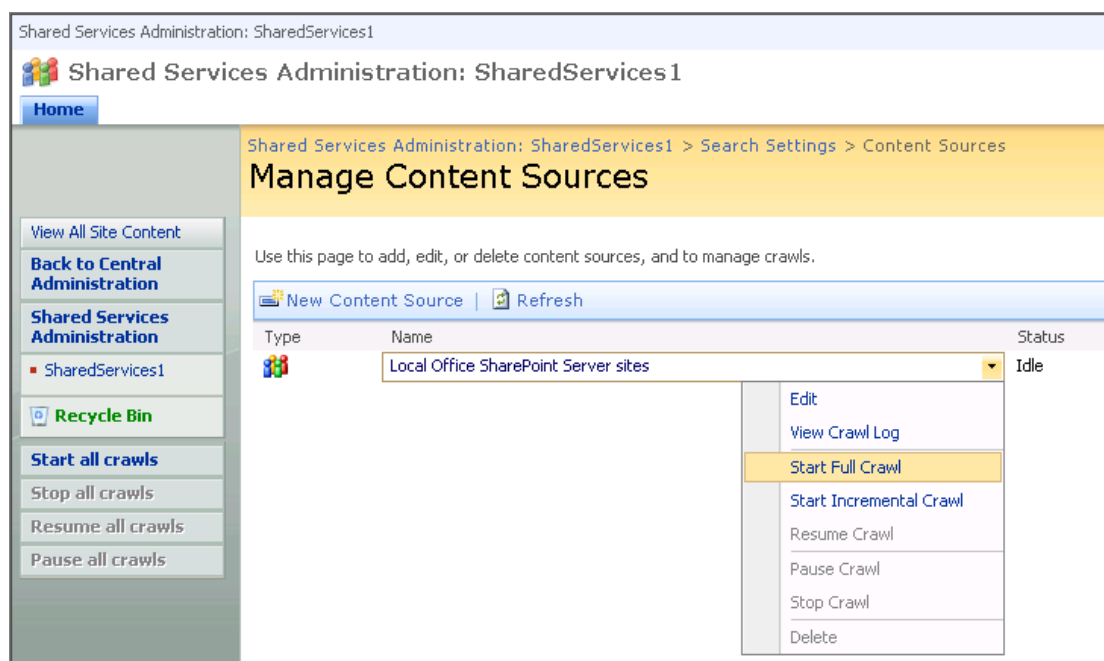 Shared Services Administration: SharedServices1
Shared Services Administration: SharedServices1
Home
Shared Services Administration: SharedServices1 > Search Settings > Content Sources
Manage Content Sources
View All Site Content
Back to Central
Administration
Shared Services
Administration
SharedServices1
Recycle Bin
Start all crawls
Stop all crawls
Resume all crawls
Pause all crawls
Use this page to add, edit, or delete content sources, and to manage crawls.
New Content Source | Refresh
Type Name Status
Local Office SharePoint Server sites Idle
Edit
View Crawl Log
Start Full Crawl
Start Incremental Crawl
Resume Crawl
Pause Crawl
Stop Crawl
Delete